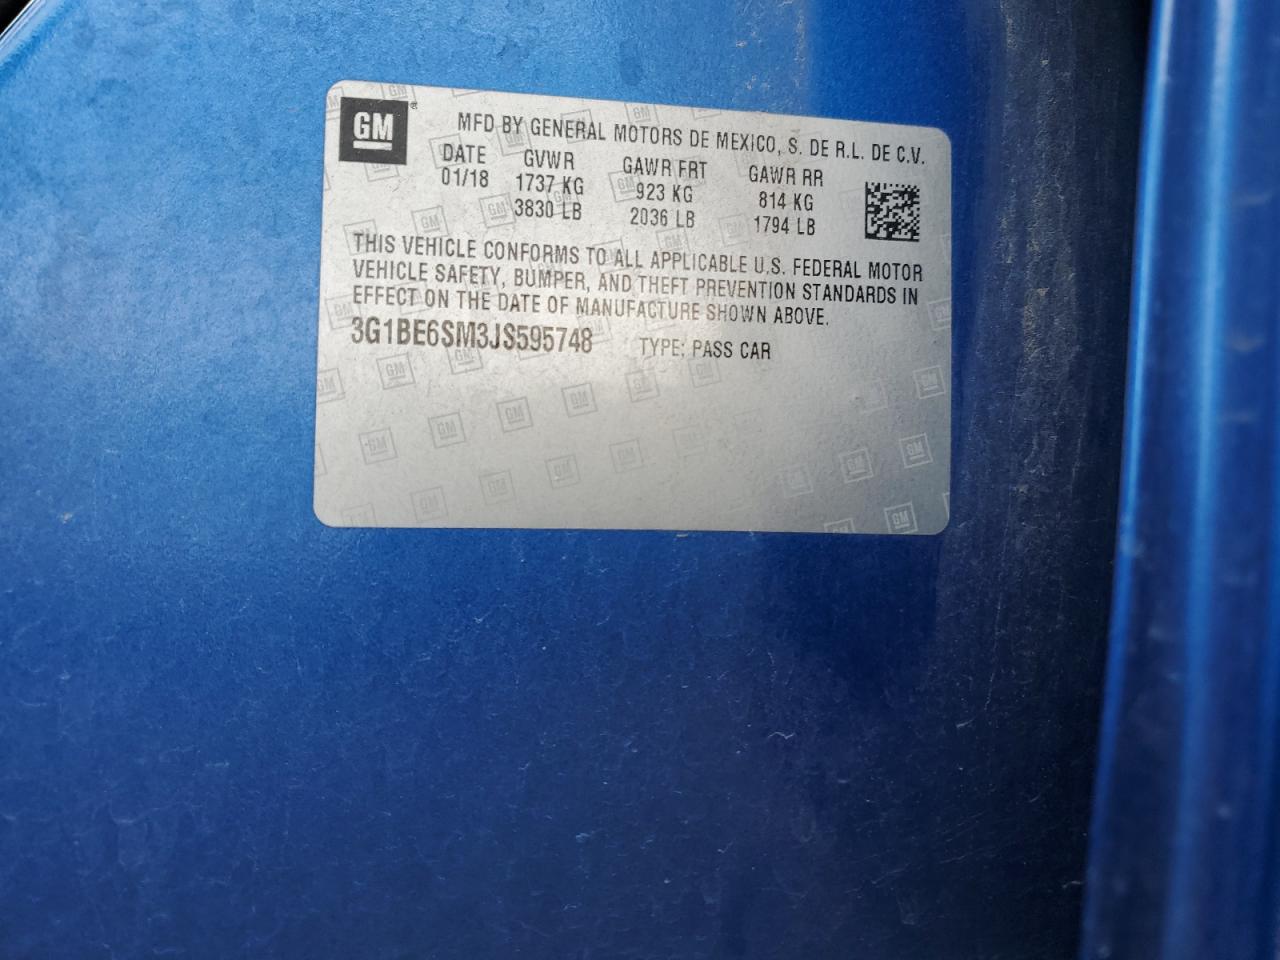 GM
MFD BY GENERAL MOTORS DE MEXICO, S. DE R.L. DE C.V.
DATE GVWR GAWR FRT GAWR RR
01/18 1737 KG 923 KG 814 KG
3830 LB 2036 LB 1794 LB
THIS VEHICLE CONFORMS TO ALL APPLICABLE U.S. FEDERAL MOTOR
VEHICLE SAFETY, BUMPER, AND THEFT PREVENTION STANDARDS IN
EFFECT ON THE DATE OF MANUFACTURE SHOWN ABOVE.
3G1BE6SM3JS595748 TYPE: PASS CAR